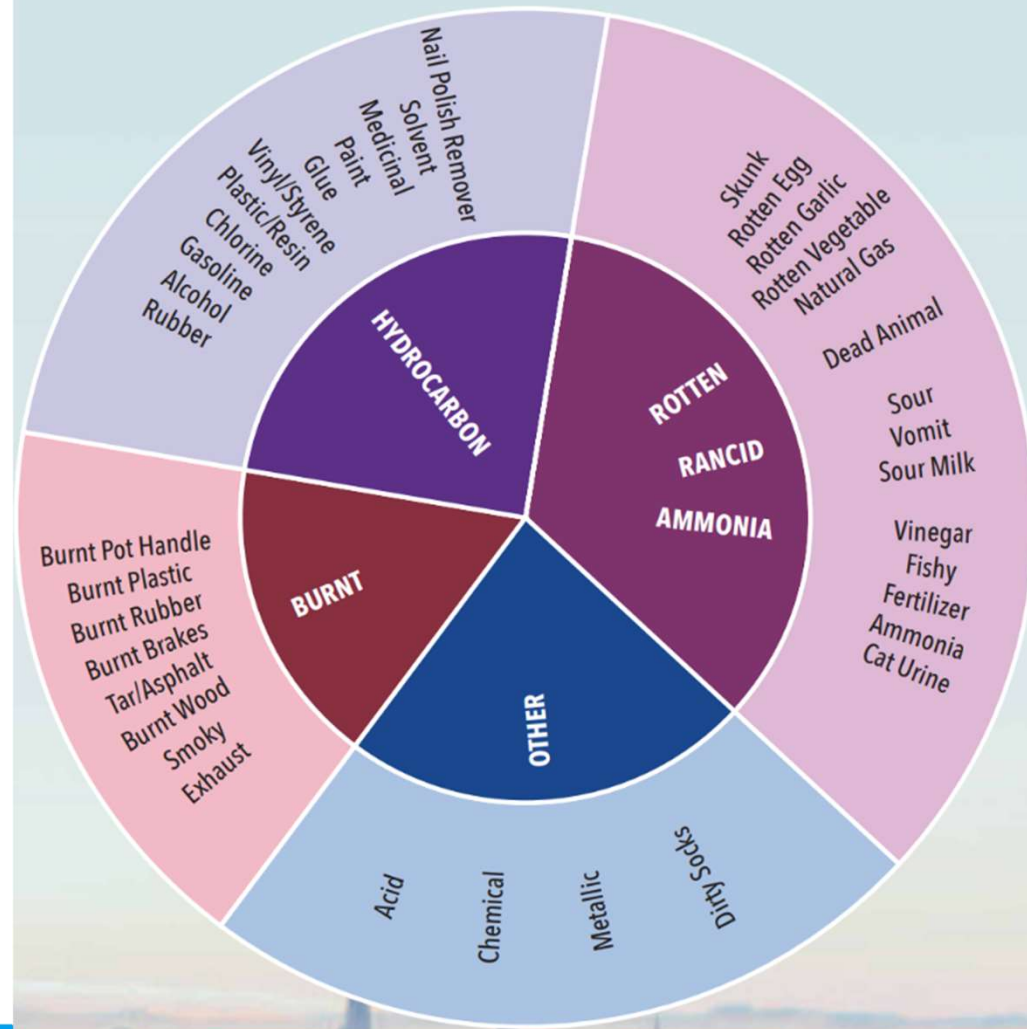 HYDROCARBON
Nail Polish Remover
Solvent
Medicinal
Paint
Glue
Vinyl/Styrene
Plastic/Resin
Chlorine
Gasoline
Alcohol
Rubber
ROTTEN
RANCID
AMMONIA
Skunk
Rotten Egg
Rotten Garlic
Rotten Vegetable
Natural Gas
Dead Animal
Sour
Vomit
Sour Milk
Vinegar
Fishy
Fertilizer
Ammonia
Cat Urine
OTHER
Dirty Socks
Metallic
Chemical
Acid
BURNT
Burnt Pot Handle
Burnt Plastic
Burnt Rubber
Burnt Brakes
Tar/Asphalt
Burnt Wood
Smoky
Exhaust